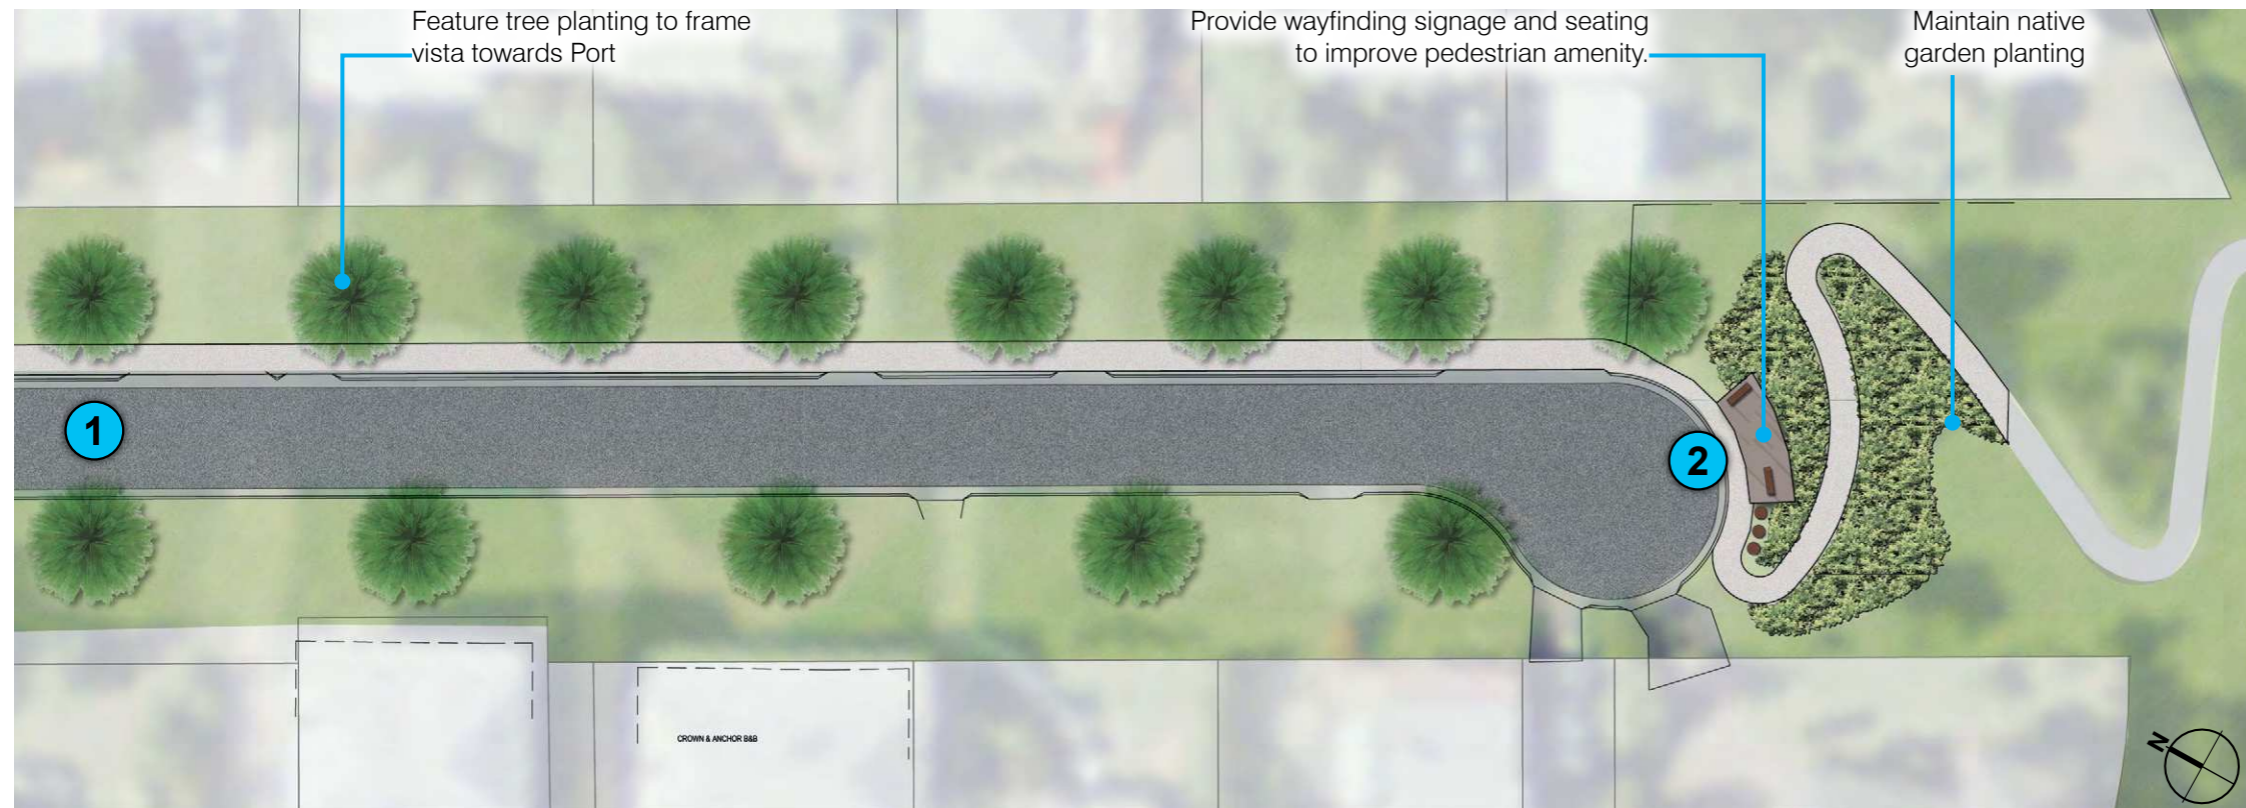 Feature tree planting to frame
vista towards Port
Provide wayfinding signage and seating
to improve pedestrian amenity.
Maintain native
garden planting
1
2
CROWN & ANCHOR B&B
N